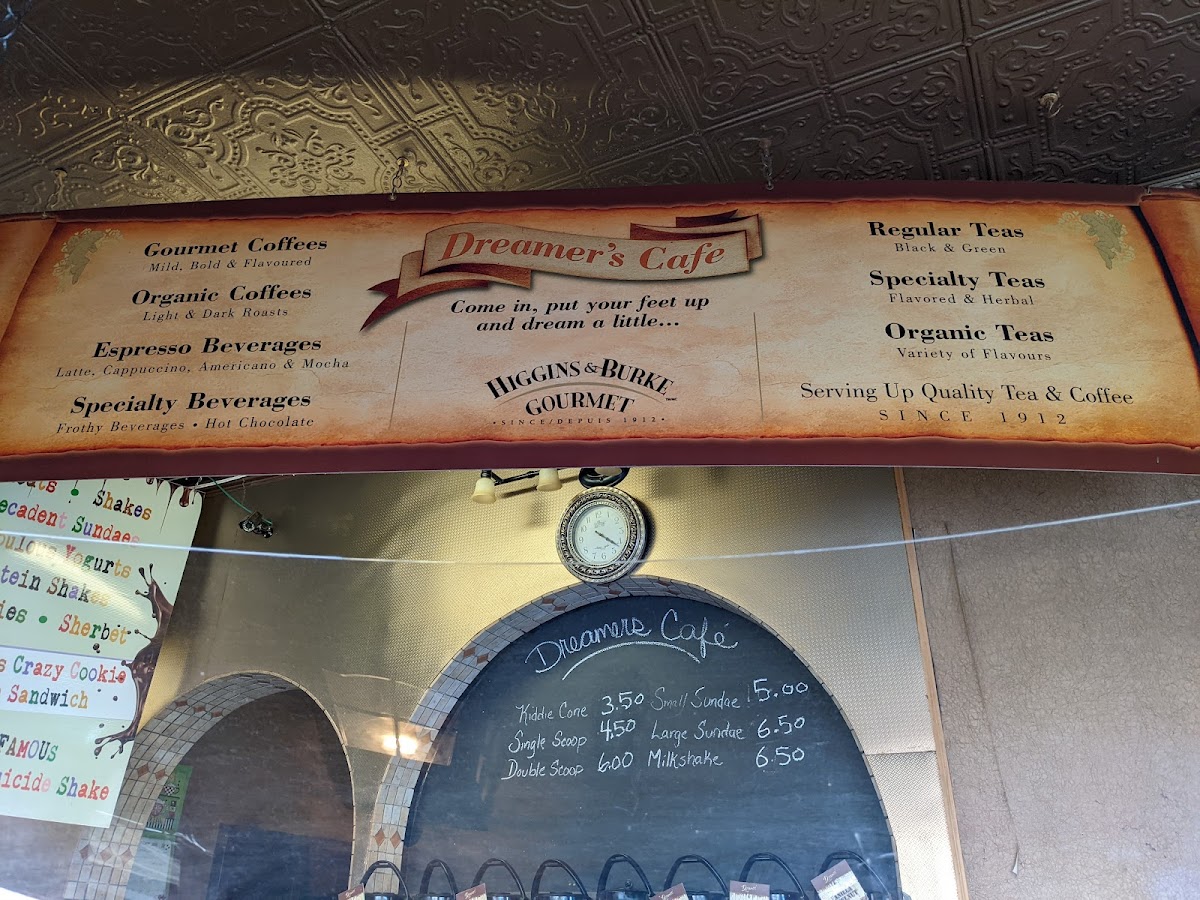 Gourmet Coffees
Mild, Bold & Flavoured
Organic Coffees
Light & Dark Roasts
Espresso Beverages
Latte, Cappuccino, Americano & Mocha
Specialty Beverages
Frothy Beverages • Hot Chocolate
Dreamer's Cafe
Come in, put your feet up
and dream a little...
HIGGINS & BURKE
GOURMET
• SINCE/DEPUIS 1912 •
Regular Teas
Black & Green
Specialty Teas
Flavored & Herbal
Organic Teas
Variety of Flavours
Serving Up Quality Tea & Coffee
SINCE 1912
• Shakes
Sundaes
Yogurts
Shakes
• Sherbet
Crazy Cookie
Sandwich
FAMOUS
Shake
Dreamers Café
Kiddie Cone 3.50 Small Sundae 5.00
Single Scoop 4.50 Large Sundae 6.50
Double Scoop 6.00 Milkshake 6.50